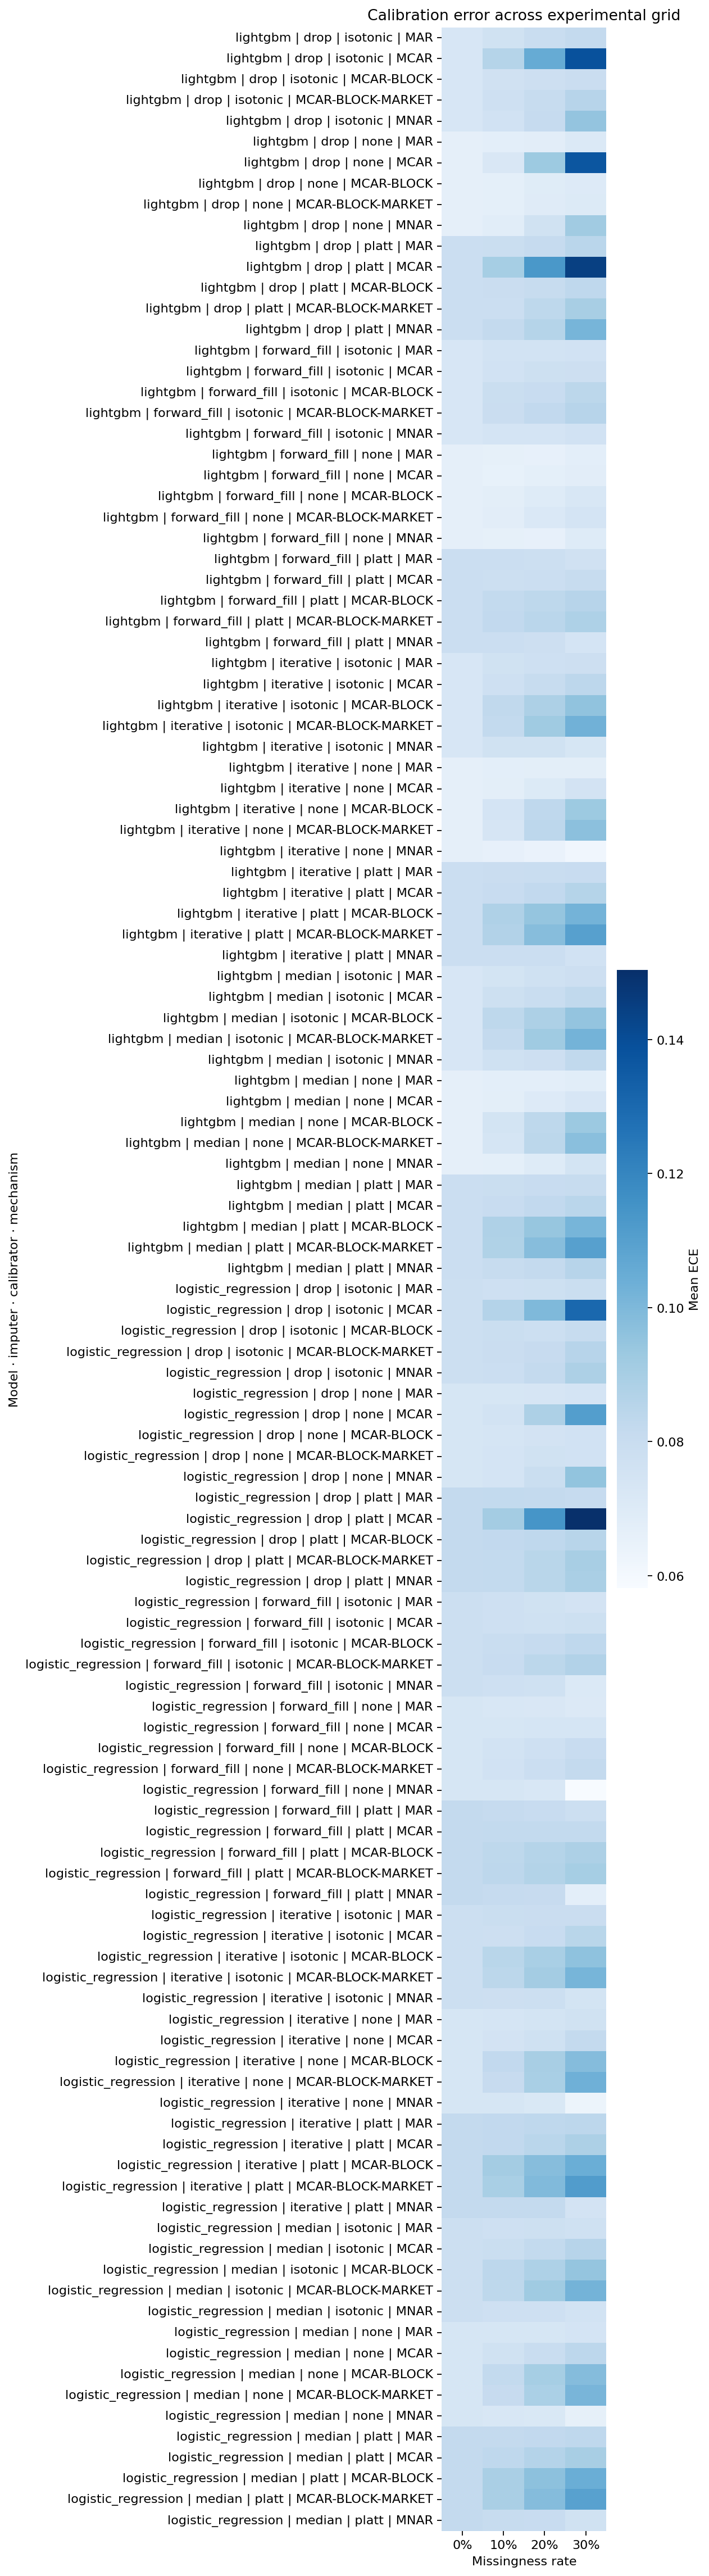 Calibration error across experimental grid
lightgbm | drop | isotonic | MAR
lightgbm | drop | isotonic | MCAR
lightgbm | drop | isotonic | MCAR-BLOCK
lightgbm | drop | isotonic | MCAR-BLOCK-MARKET
lightgbm | drop | isotonic | MNAR
lightgbm | drop | none | MAR
lightgbm | drop | none | MCAR
lightgbm | drop | none | MCAR-BLOCK
lightgbm | drop | none | MCAR-BLOCK-MARKET
lightgbm | drop | none | MNAR
lightgbm | drop | platt | MAR
lightgbm | drop | platt | MCAR
lightgbm | drop | platt | MCAR-BLOCK
lightgbm | drop | platt | MCAR-BLOCK-MARKET
lightgbm | drop | platt | MNAR
lightgbm | forward_fill | isotonic | MAR
lightgbm | forward_fill | isotonic | MCAR
lightgbm | forward_fill | isotonic | MCAR-BLOCK
lightgbm | forward_fill | isotonic | MCAR-BLOCK-MARKET
lightgbm | forward_fill | isotonic | MNAR
lightgbm | forward_fill | none | MAR
lightgbm | forward_fill | none | MCAR
lightgbm | forward_fill | none | MCAR-BLOCK
lightgbm | forward_fill | none | MCAR-BLOCK-MARKET
lightgbm | forward_fill | none | MNAR
lightgbm | forward_fill | platt | MAR
lightgbm | forward_fill | platt | MCAR
lightgbm | forward_fill | platt | MCAR-BLOCK
lightgbm | forward_fill | platt | MCAR-BLOCK-MARKET
lightgbm | forward_fill | platt | MNAR
lightgbm | iterative | isotonic | MAR
lightgbm | iterative | isotonic | MCAR
lightgbm | iterative | isotonic | MCAR-BLOCK
lightgbm | iterative | isotonic | MCAR-BLOCK-MARKET
lightgbm | iterative | isotonic | MNAR
lightgbm | iterative | none | MAR
lightgbm | iterative | none | MCAR
lightgbm | iterative | none | MCAR-BLOCK
lightgbm | iterative | none | MCAR-BLOCK-MARKET
lightgbm | iterative | none | MNAR
lightgbm | iterative | platt | MAR
lightgbm | iterative | platt | MCAR
lightgbm | iterative | platt | MCAR-BLOCK
lightgbm | iterative | platt | MCAR-BLOCK-MARKET
lightgbm | iterative | platt | MNAR
lightgbm | median | isotonic | MAR
lightgbm | median | isotonic | MCAR
lightgbm | median | isotonic | MCAR-BLOCK
lightgbm | median | isotonic | MCAR-BLOCK-MARKET
lightgbm | median | isotonic | MNAR
lightgbm | median | none | MAR
lightgbm | median | none | MCAR
lightgbm | median | none | MCAR-BLOCK
lightgbm | median | none | MCAR-BLOCK-MARKET
lightgbm | median | none | MNAR
lightgbm | median | platt | MAR
lightgbm | median | platt | MCAR
lightgbm | median | platt | MCAR-BLOCK
lightgbm | median | platt | MCAR-BLOCK-MARKET
lightgbm | median | platt | MNAR
logistic_regression | drop | isotonic | MAR
logistic_regression | drop | isotonic | MCAR
logistic_regression | drop | isotonic | MCAR-BLOCK
logistic_regression | drop | isotonic | MCAR-BLOCK-MARKET
logistic_regression | drop | isotonic | MNAR
logistic_regression | drop | none | MAR
logistic_regression | drop | none | MCAR
logistic_regression | drop | none | MCAR-BLOCK
logistic_regression | drop | none | MCAR-BLOCK-MARKET
logistic_regression | drop | none | MNAR
logistic_regression | drop | platt | MAR
logistic_regression | drop | platt | MCAR
logistic_regression | drop | platt | MCAR-BLOCK
logistic_regression | drop | platt | MCAR-BLOCK-MARKET
logistic_regression | drop | platt | MNAR
logistic_regression | forward_fill | isotonic | MAR
logistic_regression | forward_fill | isotonic | MCAR
logistic_regression | forward_fill | isotonic | MCAR-BLOCK
logistic_regression | forward_fill | isotonic | MCAR-BLOCK-MARKET
logistic_regression | forward_fill | isotonic | MNAR
logistic_regression | forward_fill | none | MAR
logistic_regression | forward_fill | none | MCAR
logistic_regression | forward_fill | none | MCAR-BLOCK
logistic_regression | forward_fill | none | MCAR-BLOCK-MARKET
logistic_regression | forward_fill | none | MNAR
logistic_regression | forward_fill | platt | MAR
logistic_regression | forward_fill | platt | MCAR
logistic_regression | forward_fill | platt | MCAR-BLOCK
logistic_regression | forward_fill | platt | MCAR-BLOCK-MARKET
logistic_regression | forward_fill | platt | MNAR
logistic_regression | iterative | isotonic | MAR
logistic_regression | iterative | isotonic | MCAR
logistic_regression | iterative | isotonic | MCAR-BLOCK
logistic_regression | iterative | isotonic | MCAR-BLOCK-MARKET
logistic_regression | iterative | isotonic | MNAR
logistic_regression | iterative | none | MAR
logistic_regression | iterative | none | MCAR
logistic_regression | iterative | none | MCAR-BLOCK
logistic_regression | iterative | none | MCAR-BLOCK-MARKET
logistic_regression | iterative | none | MNAR
logistic_regression | iterative | platt | MAR
logistic_regression | iterative | platt | MCAR
logistic_regression | iterative | platt | MCAR-BLOCK
logistic_regression | iterative | platt | MCAR-BLOCK-MARKET
logistic_regression | iterative | platt | MNAR
logistic_regression | median | isotonic | MAR
logistic_regression | median | isotonic | MCAR
logistic_regression | median | isotonic | MCAR-BLOCK
logistic_regression | median | isotonic | MCAR-BLOCK-MARKET
logistic_regression | median | isotonic | MNAR
logistic_regression | median | none | MAR
logistic_regression | median | none | MCAR
logistic_regression | median | none | MCAR-BLOCK
logistic_regression | median | none | MCAR-BLOCK-MARKET
logistic_regression | median | none | MNAR
logistic_regression | median | platt | MAR
logistic_regression | median | platt | MCAR
logistic_regression | median | platt | MCAR-BLOCK
logistic_regression | median | platt | MCAR-BLOCK-MARKET
logistic_regression | median | platt | MNAR
Model · imputer · calibrator · mechanism
0% 10% 20% 30%
Missingness rate
0.14
0.12
0.10
0.08
0.06
Mean ECE